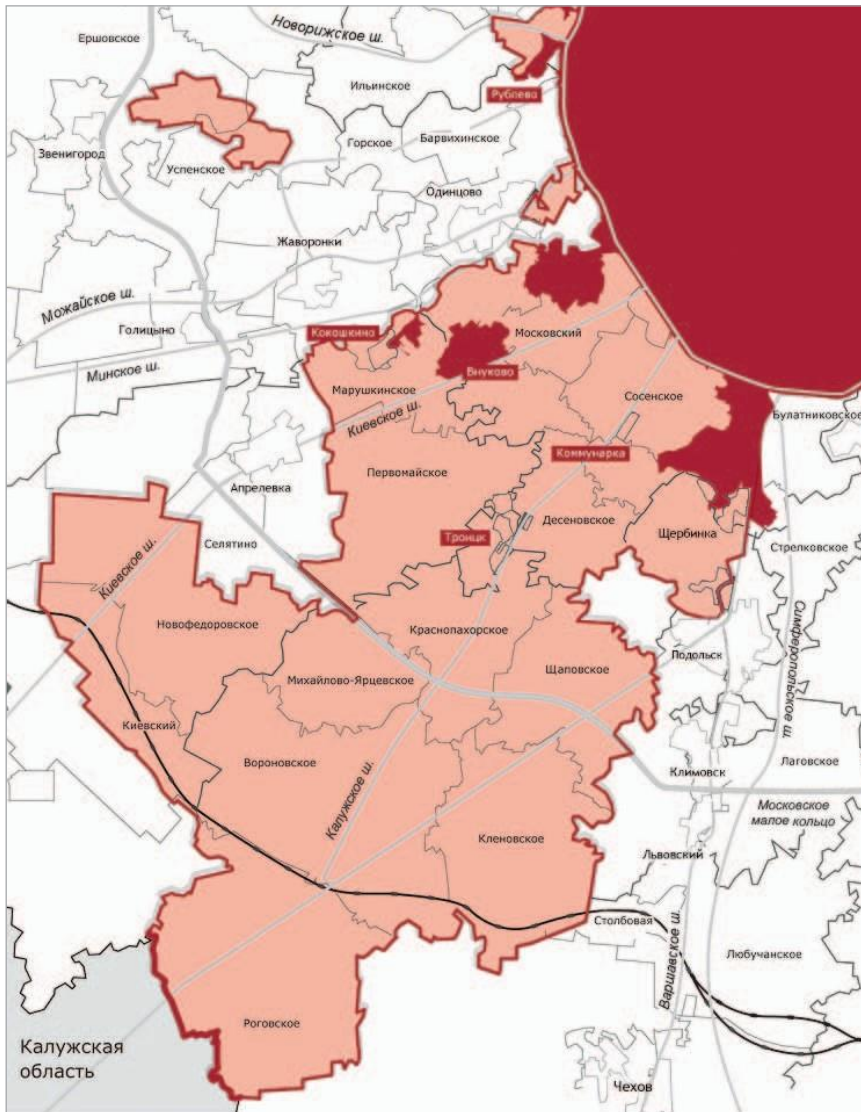 Новорижское ш.
Ершовское
Ильинское
Рублево
Звенигород
Горское
Барвихинское
Успенское
Одинцово
Жаворонки
Можайское ш.
Голицыно
Кокошкино
Московский
Минское ш.
Внуково
Марушкинское
Сосенское
Киевское ш.
Булатниковское
Коммунарка
Первомайское
Апрелевка
Десеновское
Троицк
Щербинка
Селятино
Стрелковское
Киевское ш.
Новофедоровское
Краснопахорское
Симферопольское ш.
Подольск
Щаповское
Михайлово-Ярцевское
Киевский
Вороновское
Климовск
Лаговское
Калужское ш.
Московское
малое кольцо
Кленовское
Львовский
Столбовая
Варшавское ш.
Любучанское
Роговское
Калужская
область
Чехов